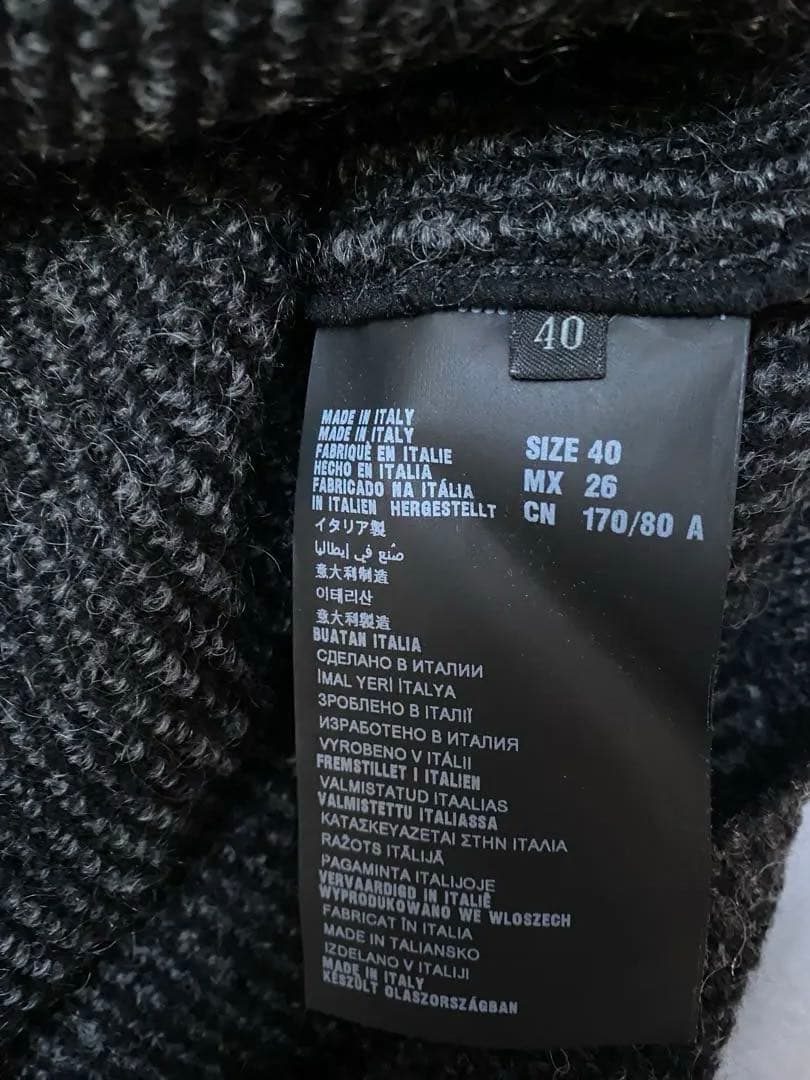 40
MADE IN ITALY
MADE IN ITALY
FABRIQUÉ EN ITALIE
HECHO EN ITALIA
FABRICADO NA ITÁLIA
IN ITALIEN HERGESTELLT
イタリア製
صُنع في إيطاليا
意大利制造
이태리산
意大利製造
BUATAN ITALIA
СДЕЛАНО В ИТАЛИИ
İMAL YERİ İTALYA
ЗРОБЛЕНО В ІТАЛІЇ
ИЗРАБОТЕНО В ИТАЛИЯ
VYROBENO V ITÁLII
FREMSTILLET I ITALIEN
VALMISTATUD ITAALIAS
VALMISTETTU ITALIASSA
ΚΑΤΑΣΚΕΥΑΖΕΤΑΙ ΣΤΗΝ ΙΤΑΛΙΑ
RAŽOTS ITĀLIJĀ
PAGAMINTA ITALIJOJE
VERVAARDIGD IN ITALIË
WYPRODUKOWANO WE WLOSZECH
FABRICAT ÎN ITALIA
MADE IN TALIANSKO
IZDELANO V ITALIJI
MADE IN ITALY
KÉSZÜLT OLASZORSZÁGBAN
SIZE 40
MX 26
CN 170/80 A